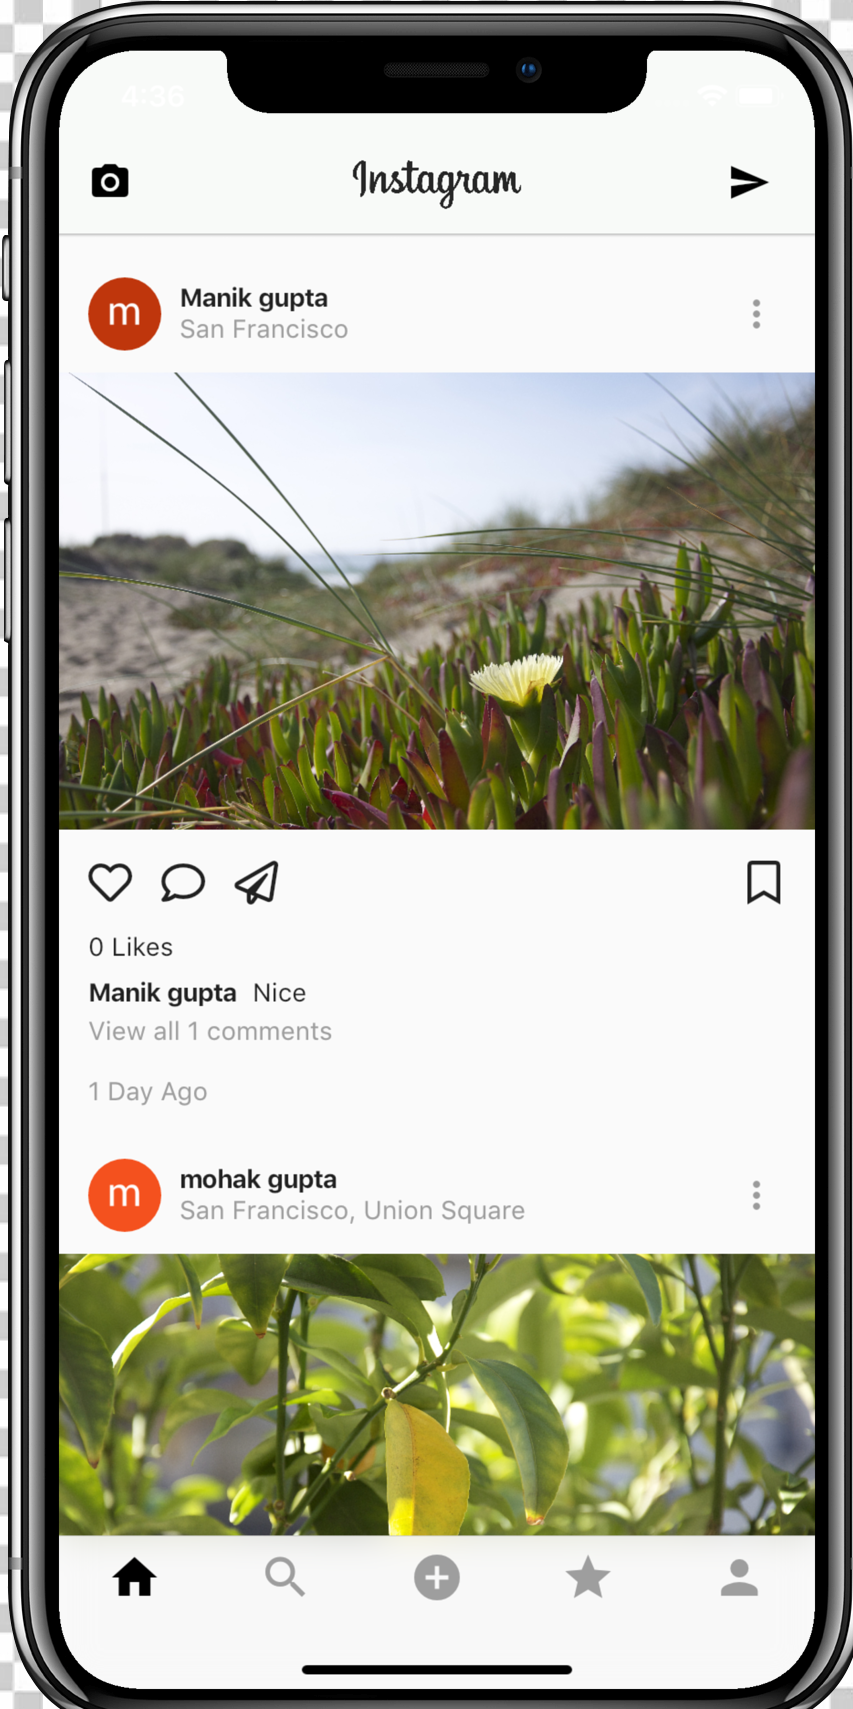 4:36
Instagram
m
Manik gupta
San Francisco
0 Likes
Manik gupta Nice
View all 1 comments
1 Day Ago
m
mohak gupta
San Francisco, Union Square